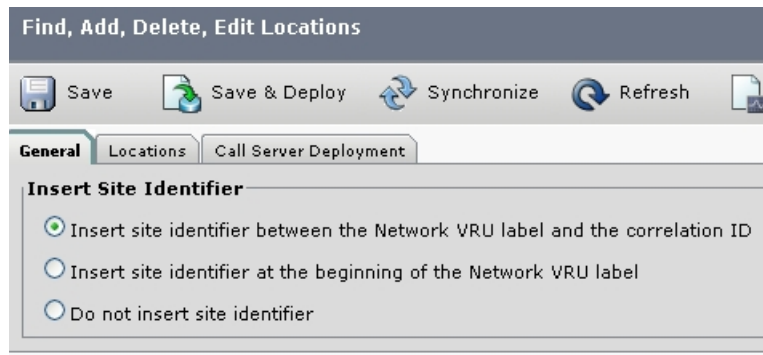 Find, Add, Delete, Edit Locations
Save Save & Deploy Synchronize Refresh
General Locations Call Server Deployment
Insert Site Identifier
Insert site identifier between the Network VRU label and the correlation ID
Insert site identifier at the beginning of the Network VRU label
Do not insert site identifier